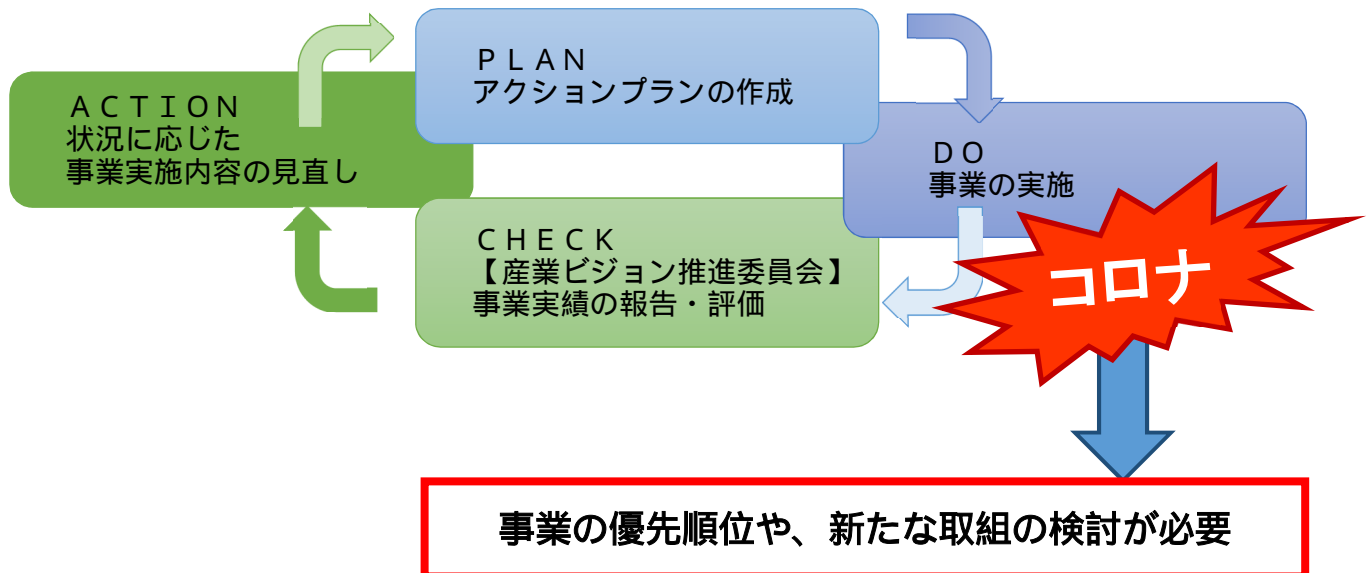 ＰＬＡＮ
アクションプランの作成
ＡＣＴＩＯＮ
状況に応じた
事業実施内容の見直し
ＤＯ
事業の実施
ＣＨＥＣＫ
【産業ビジョン推進委員会】
事業実績の報告・評価
コロナ
事業の優先順位や、新たな取組の検討が必要